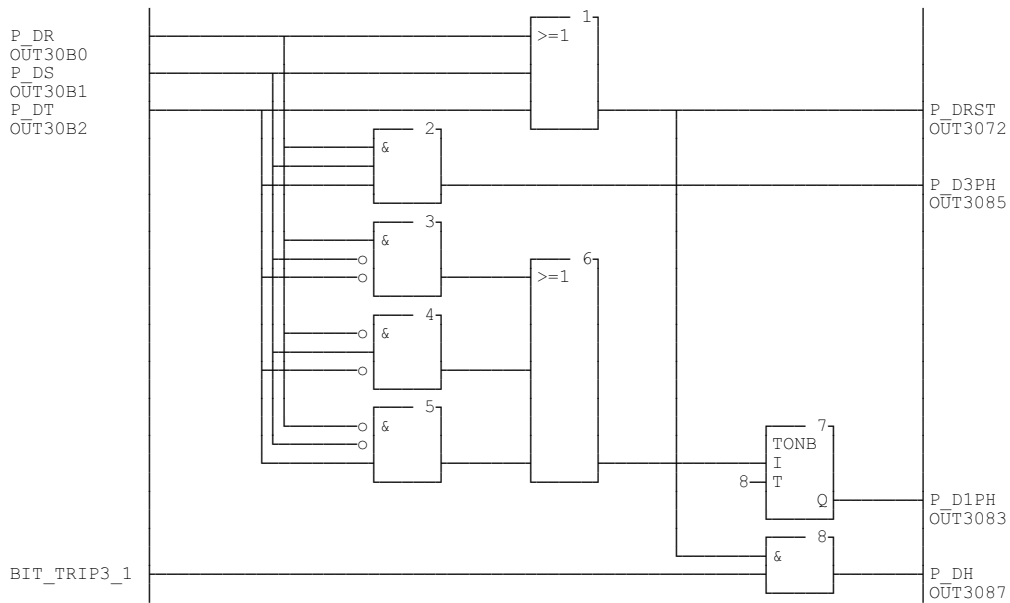 1
P_DR
>=1
OUT30B0
P_DS
OUT30B1
P_DT
P_DRST
OUT30B2
OUT3072
2
&
P_D3PH
OUT3085
3
&
6
>=1
4
&
5
&
7
TONB
I
8
T
Q
P_D1PH
OUT3083
8
&
BIT_TRIP3_1
P_DH
OUT3087